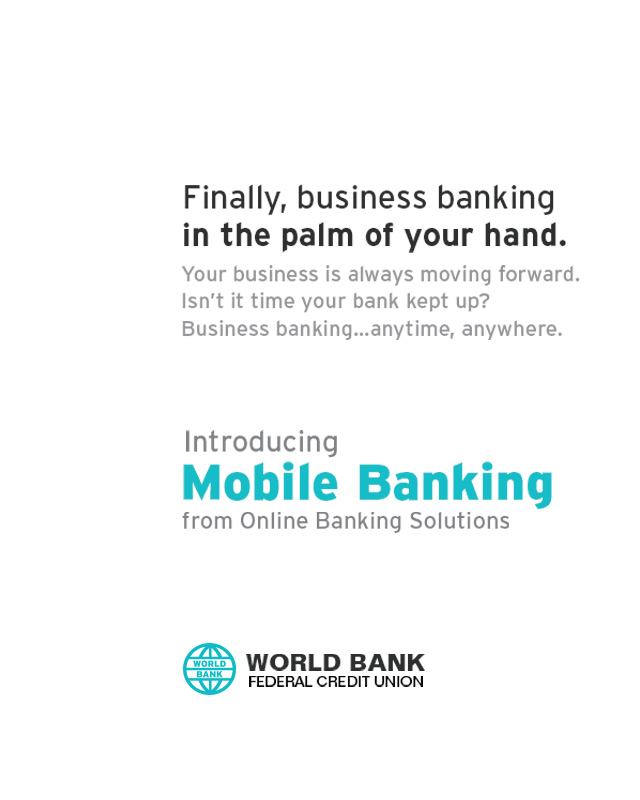 Finally, business banking
in the palm of your hand.
Your business is always moving forward.
Isn't it time your bank kept up?
Business banking...anytime, anywhere.
Introducing
Mobile Banking
from Online Banking Solutions
WORLD
BANK
WORLD BANK
FEDERAL CREDIT UNION